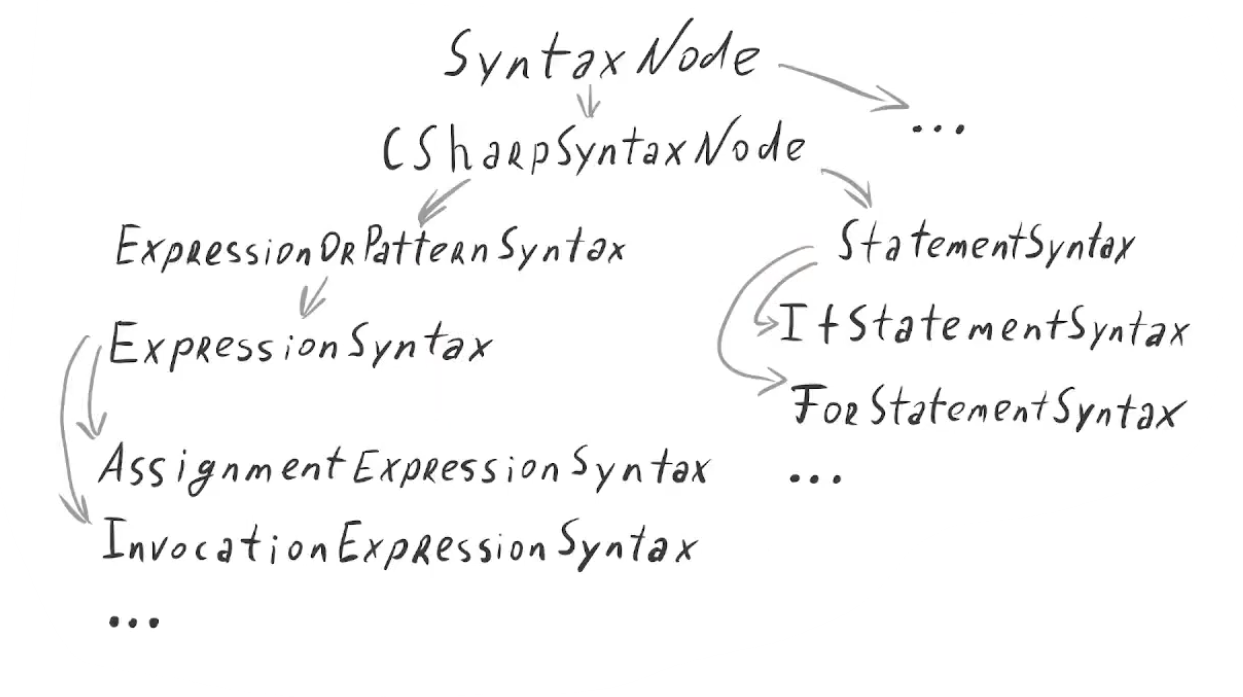 SyntaxNode
...
CSharpSyntaxNode
ExpressionOrPatternSyntax
ExpressionSyntax
AssignmentExpressionSyntax
InvocationExpressionSyntax
...
StatementSyntax
IfStatementSyntax
ForStatementSyntax
...